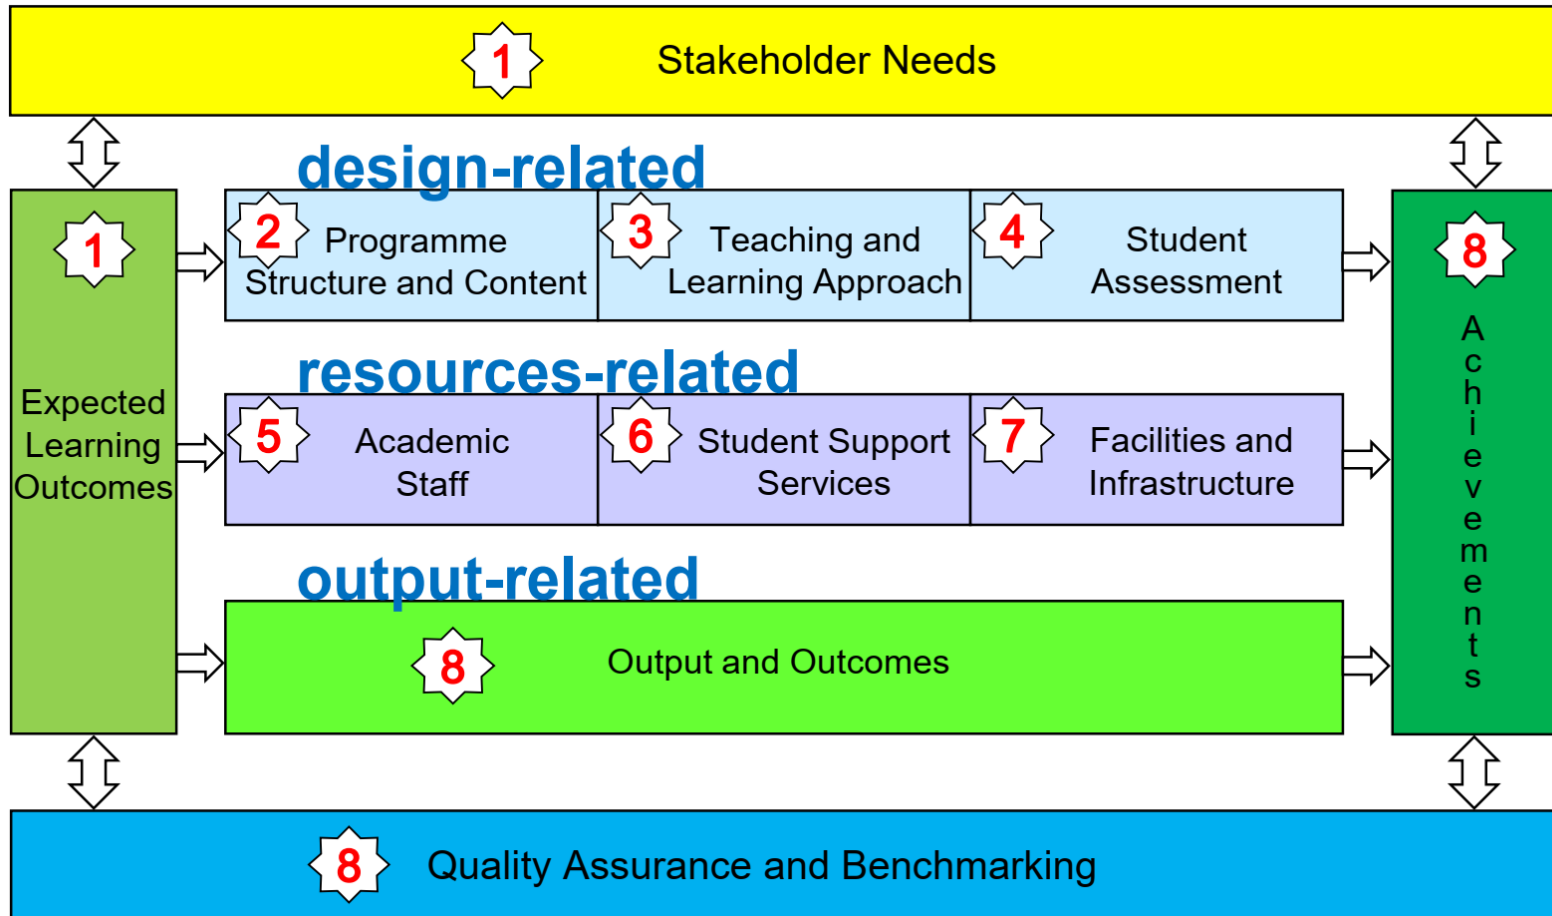 1 Stakeholder Needs
design-related
1
Expected
Learning
Outcomes
2
Programme
Structure and Content
3
Teaching and
Learning Approach
4
Student
Assessment
resources-related
5
Academic
Staff
6
Student Support
Services
7
Facilities and
Infrastructure
output-related
8 Output and Outcomes
8
Achievements
8 Quality Assurance and Benchmarking